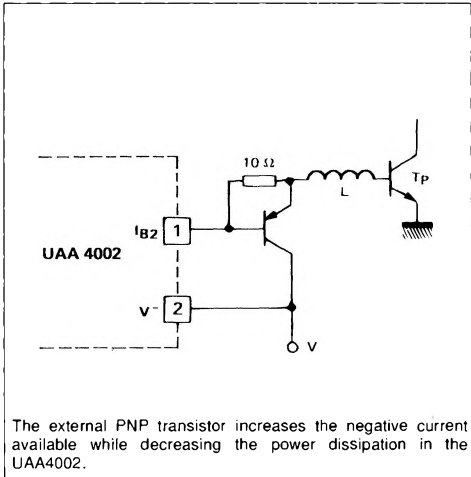 10 Ω
L
TP
IB2
1
UAA 4002
V−
2
V
The external PNP transistor increases the negative current
available while decreasing the power dissipation in the
UAA4002.